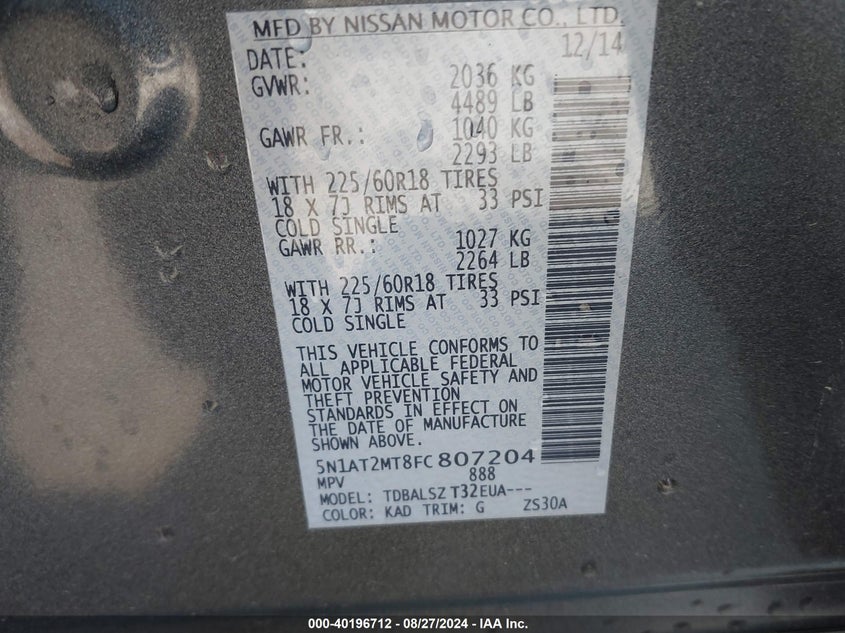 MFD BY NISSAN MOTOR CO., LTD.
DATE: 12/14
GVWR: 2036 KG
4489 LB
GAWR FR.: 1040 KG
2293 LB
WITH 225/60R18 TIRES
18 X 7J RIMS AT 33 PSI
COLD SINGLE
GAWR RR.: 1027 KG
2264 LB
WITH 225/60R18 TIRES
18 X 7J RIMS AT 33 PSI
COLD SINGLE
THIS VEHICLE CONFORMS TO
ALL APPLICABLE FEDERAL
MOTOR VEHICLE SAFETY AND
THEFT PREVENTION
STANDARDS IN EFFECT ON
THE DATE OF MANUFACTURE
SHOWN ABOVE.
5N1AT2MT8FC807204
MPV 888
MODEL: TDBALSZ T32EUA---
COLOR: KAD TRIM: G ZS30A
000-40196712 - 08/27/2024 - IAA Inc.